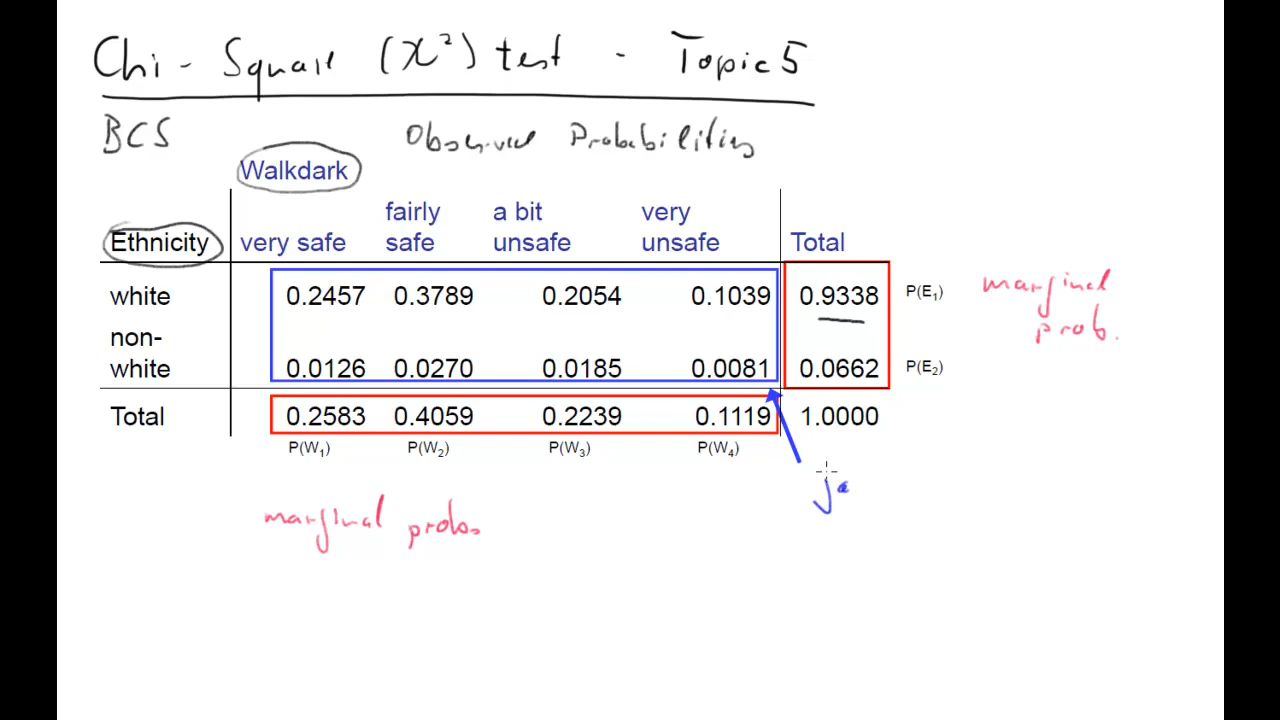 Chi - Square (χ²) test - Topic 5
BCS Observed Probabilities
Walkdark
Ethnicity very safe fairly safe a bit unsafe very unsafe Total
white 0.2457 0.3789 0.2054 0.1039 0.9338 P(E₁) marginal prob.
non-white 0.0126 0.0270 0.0185 0.0081 0.0662 P(E₂)
Total 0.2583 0.4059 0.2239 0.1119 1.0000
P(W₁) P(W₂) P(W₃) P(W₄)
marginal probs